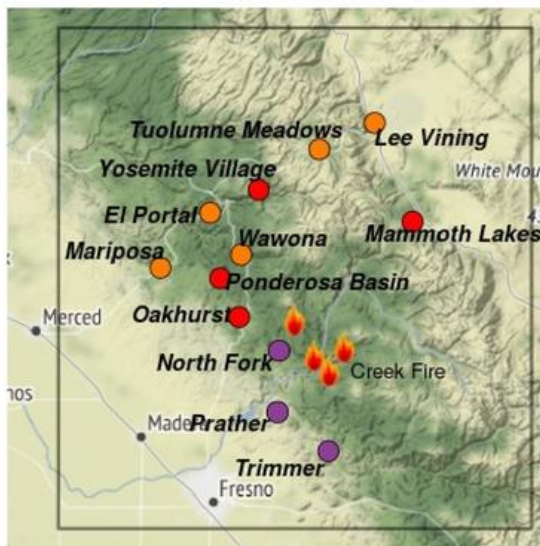 Tuolumne Meadows
Lee Vining
Yosemite Village
White Mou
El Portal
4
Mammoth Lakes
Wawona
Mariposa
Ponderosa Basin
Oakhurst
Merced
North Fork
Creek Fire
nos
Prather
Madera
Trimmer
Fresno